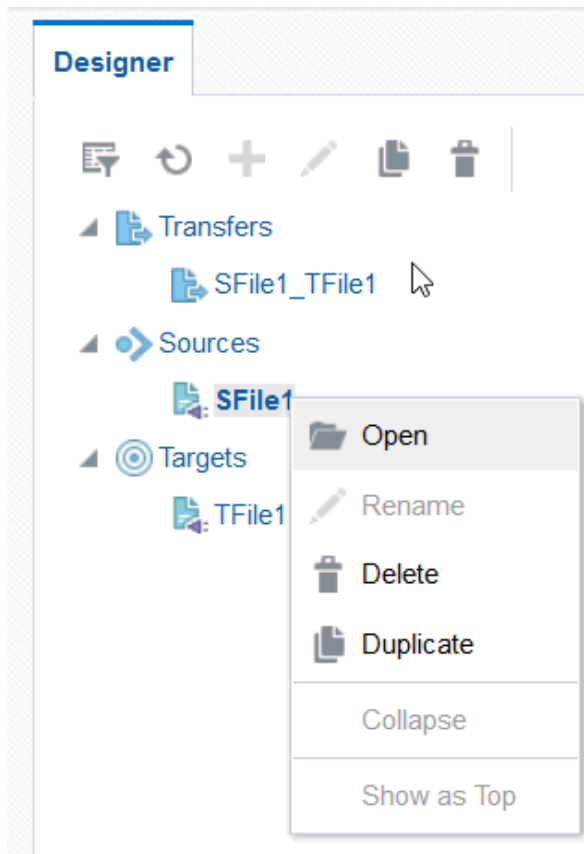 Designer
Transfers
SFile1_TFile1
Sources
SFile1
Targets
TFile1
Open
Rename
Delete
Duplicate
Collapse
Show as Top